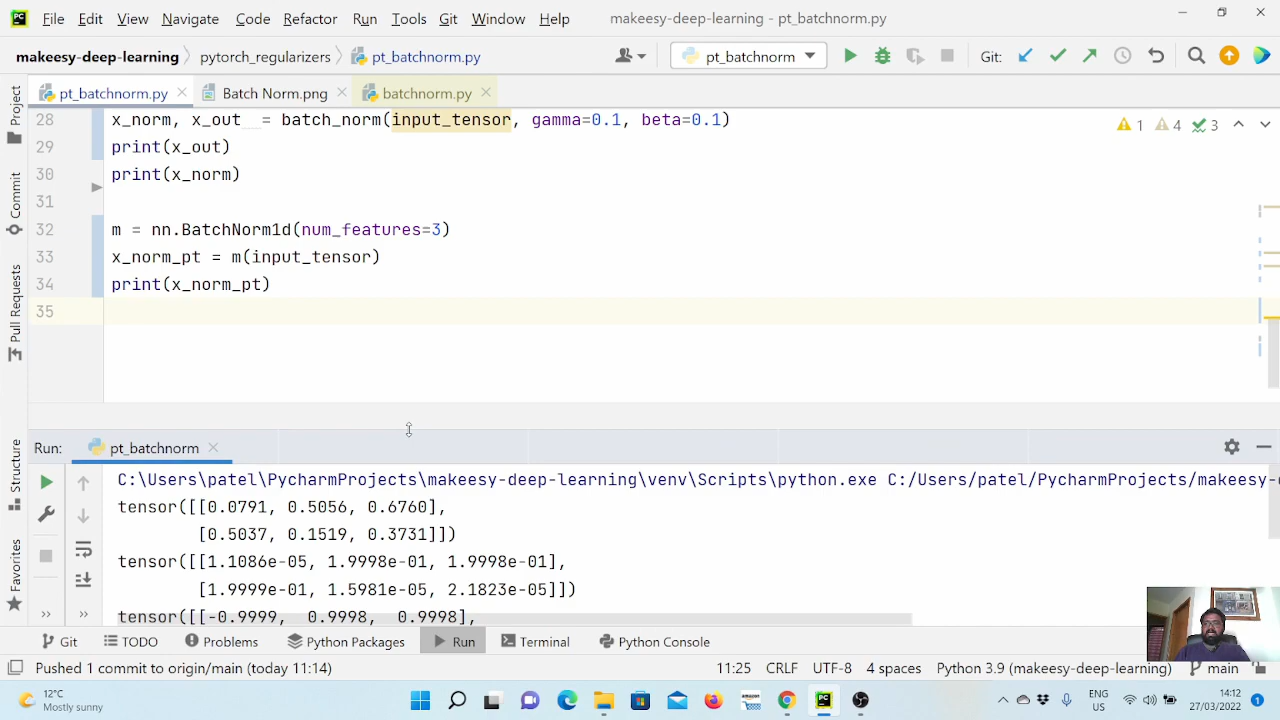 PC File Edit View Navigate Code Refactor Run Tools Git Window Help makeesy-deep-learning - pt_batchnorm.py
makeesy-deep-learning pytorch_regularizers pt_batchnorm.py pt_batchnorm Git:
pt_batchnorm.py Batch Norm.png batchnorm.py
Project
Commit
Pull Requests
Structure
Favorites
28 x_norm, x_out = batch_norm(input_tensor, gamma=0.1, beta=0.1)
1 4 3
29 print(x_out)
30 print(x_norm)
31
32 m = nn.BatchNorm1d(num_features=3)
33 x_norm_pt = m(input_tensor)
34 print(x_norm_pt)
35
Run: pt_batchnorm
C:\Users\patel\PycharmProjects\makeesy-deep-learning\venv\Scripts\python.exe C:/Users/patel/PycharmProjects/makeesy-d
tensor([[0.0791, 0.5056, 0.6760],
[0.5037, 0.1519, 0.3731]])
tensor([[1.1086e-05, 1.9998e-01, 1.9998e-01],
[1.9999e-01, 1.5981e-05, 2.1823e-05]])
tensor([[-0.9999, 0.9998, 0.9998],
Git TODO Problems Python Packages Run Terminal Python Console
Pushed 1 commit to origin/main (today 11:14) 11:25 CRLF UTF-8 4 spaces Python 3.9 (makeesy-deep-learning) main
12°C
Mostly sunny
ENG
US
14:12
27/03/2022
1